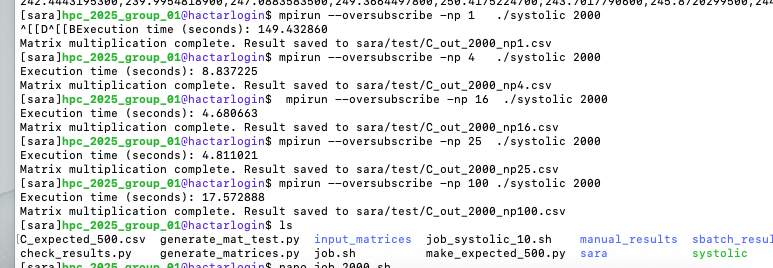 242.4443195300,239.9954818900,247.0883583500,249.3664497800,250.4175224700,243.7017790600,245.8720299500,24
[sara]hpc_2025_group_01@hactarlogin$ mpirun --oversubscribe -np 1   ./systolic 2000
^[[D^[[BExecution time (seconds): 149.432860
Matrix multiplication complete. Result saved to sara/test/C_out_2000_np1.csv
[sara]hpc_2025_group_01@hactarlogin$ mpirun --oversubscribe -np 4   ./systolic 2000
Execution time (seconds): 8.837225
Matrix multiplication complete. Result saved to sara/test/C_out_2000_np4.csv
[sara]hpc_2025_group_01@hactarlogin$  mpirun --oversubscribe -np 16  ./systolic 2000
Execution time (seconds): 4.680663
Matrix multiplication complete. Result saved to sara/test/C_out_2000_np16.csv
[sara]hpc_2025_group_01@hactarlogin$ mpirun --oversubscribe -np 25  ./systolic 2000
Execution time (seconds): 4.811021
Matrix multiplication complete. Result saved to sara/test/C_out_2000_np25.csv
[sara]hpc_2025_group_01@hactarlogin$ mpirun --oversubscribe -np 100 ./systolic 2000
Execution time (seconds): 17.572888
Matrix multiplication complete. Result saved to sara/test/C_out_2000_np100.csv
[sara]hpc_2025_group_01@hactarlogin$ ls
[C_expected_500.csv  generate_mat_test.py  input_matrices  job_systolic_10.sh    manual_results  sbatch_resul
check_results.py    generate_matrices.py  job.sh          make_expected_500.py  sara            systolic
[sara]hpc_2025_group_01@hactarlogin$ nano job_2000.sh